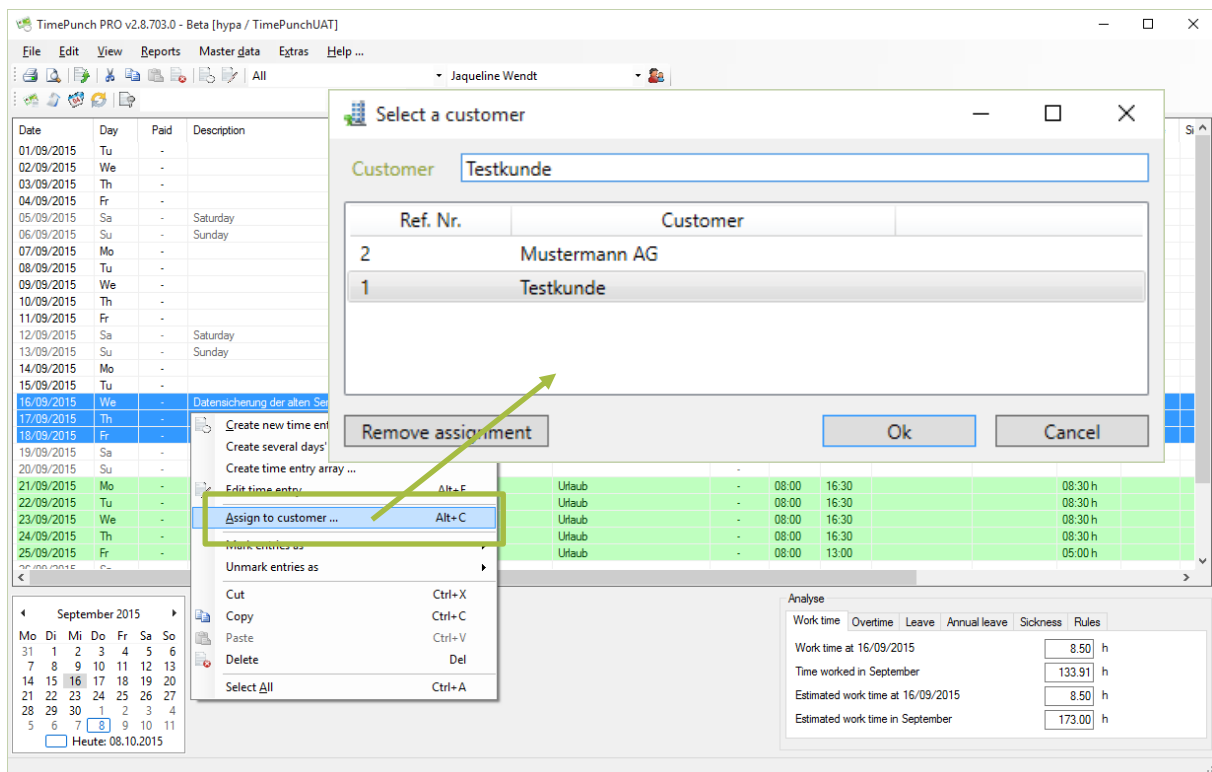 TimePunch PRO v2.8.703.0 - Beta [hypa / TimePunchUAT]
File Edit View Reports Master data Extras Help ...
All Jaqueline Wendt
Select a customer
Customer Testkunde
Ref. Nr. Customer
2 Mustermann AG
1 Testkunde
Remove assignment Ok Cancel
Date Day Paid Description
01/09/2015 Tu -
02/09/2015 We -
03/09/2015 Th -
04/09/2015 Fr -
05/09/2015 Sa - Saturday
06/09/2015 Su - Sunday
07/09/2015 Mo -
08/09/2015 Tu -
09/09/2015 We -
10/09/2015 Th -
11/09/2015 Fr -
12/09/2015 Sa - Saturday
13/09/2015 Su - Sunday
14/09/2015 Mo -
15/09/2015 Tu -
16/09/2015 We - Datensicherung der alten
17/09/2015 Th -
18/09/2015 Fr -
19/09/2015 Sa -
20/09/2015 Su - -
21/09/2015 Mo - Urlaub - 08:00 16:30 08:30 h
22/09/2015 Tu - Urlaub - 08:00 16:30 08:30 h
23/09/2015 We - Urlaub - 08:00 16:30 08:30 h
24/09/2015 Th - Urlaub - 08:00 16:30 08:30 h
25/09/2015 Fr - Urlaub - 08:00 13:00 05:00 h
Create new time
Create several days'
Create time entry array ...
Edit time entry Alt+E
Assign to customer ... Alt+C
Mark entries as
Unmark entries as
Cut Ctrl+X
Copy Ctrl+C
Paste Ctrl+V
Delete Del
Select All Ctrl+A
September 2015
Mo Di Mi Do Fr Sa So
31 1 2 3 4 5 6
7 8 9 10 11 12 13
14 15 16 17 18 19 20
21 22 23 24 25 26 27
28 29 30 1 2 3 4
5 6 7 8 9 10 11
Heute: 08.10.2015
Analyse
Work time Overtime Leave Annual leave Sickness Rules
Work time at 16/09/2015 8.50 h
Time worked in September 133.91 h
Estimated work time at 16/09/2015 8.50 h
Estimated work time in September 173.00 h